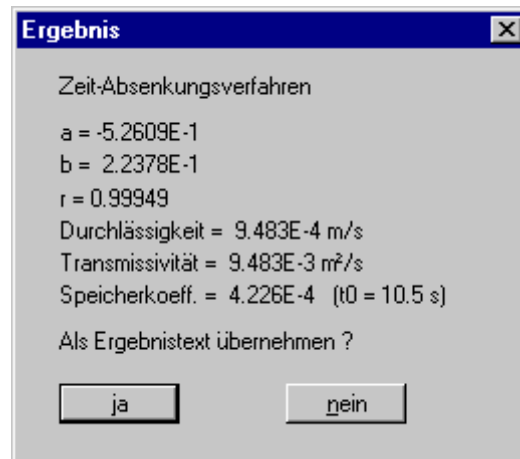 Ergebnis
Zeit-Absenkungsverfahren
a = -5.2609E-1
b = 2.2378E-1
r = 0.99949
Durchlässigkeit = 9.483E-4 m/s
Transmissivität = 9.483E-3 m²/s
Speicherkoeff. = 4.226E-4 (t0 = 10.5 s)
Als Ergebnistext übernehmen ?
ja nein